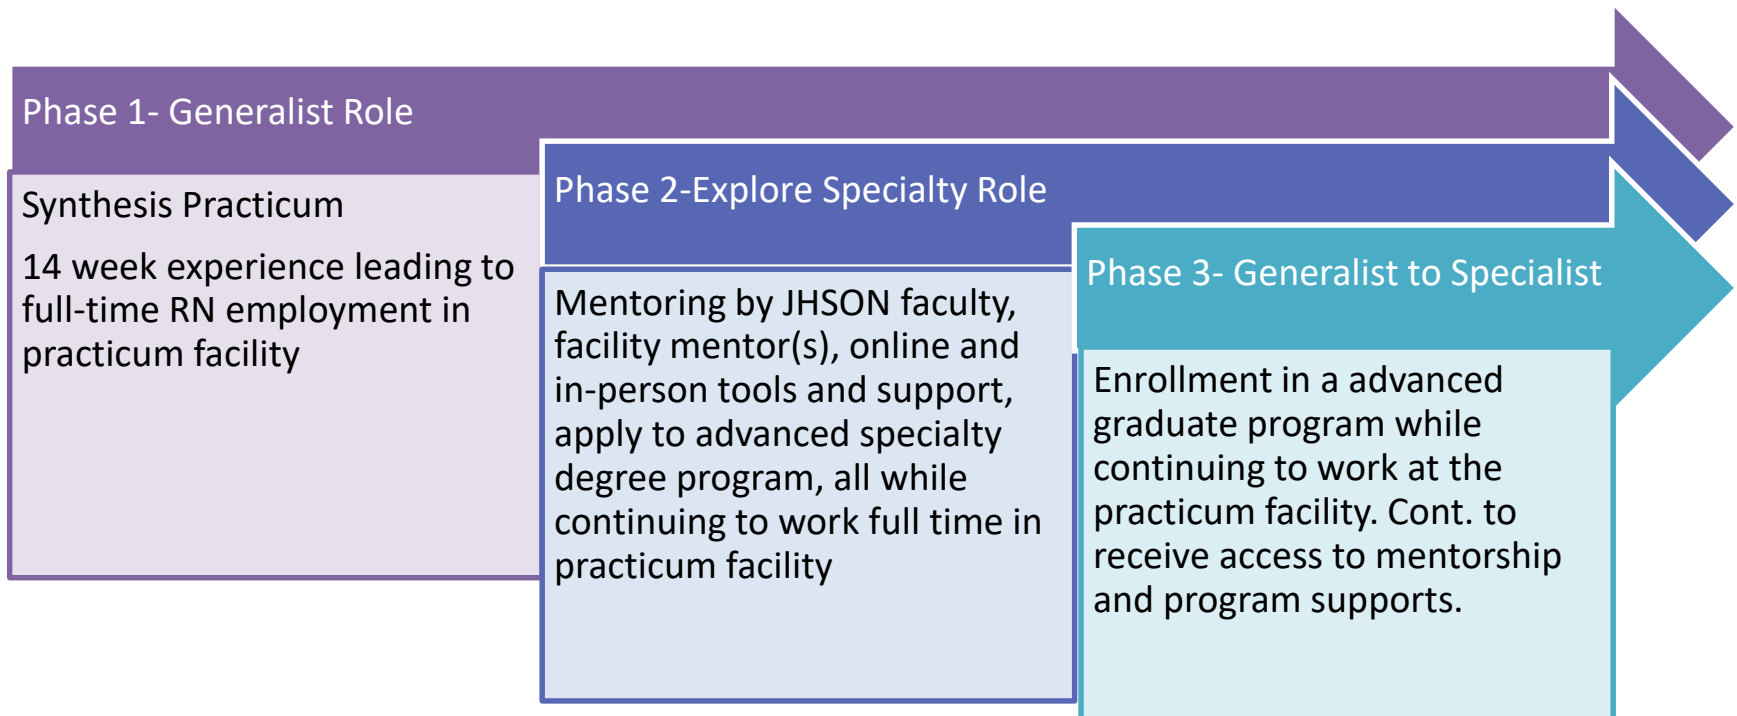 Phase 1- Generalist Role
Synthesis Practicum
14 week experience leading to
full-time RN employment in
practicum facility
Phase 2-Explore Specialty Role
Mentoring by JHSON faculty,
facility mentor(s), online and
in-person tools and support,
apply to advanced specialty
degree program, all while
continuing to work full time in
practicum facility
Phase 3- Generalist to Specialist
Enrollment in a advanced
graduate program while
continuing to work at the
practicum facility. Cont. to
receive access to mentorship
and program supports.